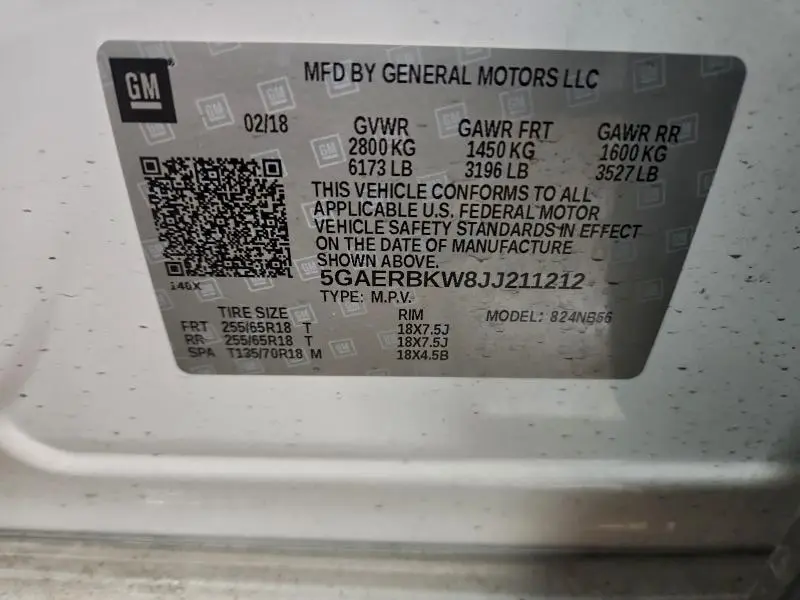 GM
MFD BY GENERAL MOTORS LLC
02/18 GVWR GAWR FRT GAWR RR
2800 KG 1450 KG 1600 KG
6173 LB 3196 LB 3527 LB
THIS VEHICLE CONFORMS TO ALL
APPLICABLE U.S. FEDERAL MOTOR
VEHICLE SAFETY STANDARDS IN EFFECT
ON THE DATE OF MANUFACTURE
SHOWN ABOVE.
5GAERBKW8JJ211212
140X
TYPE: M.P.V.
TIRE SIZE RIM MODEL: 824NB56
FRT 255/65R18 T 18X7.5J
RR 255/65R18 T 18X7.5J
SPA T135/70R18 M 18X4.5B